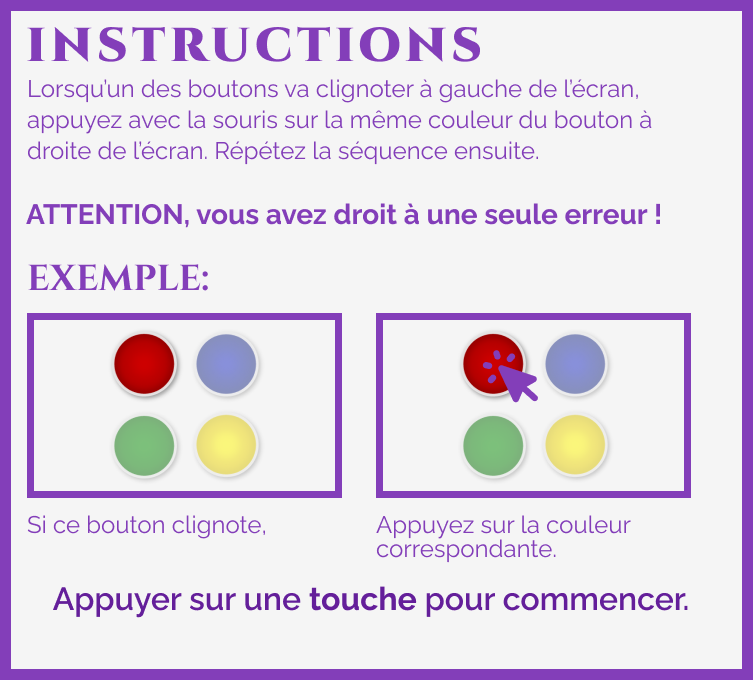 INSTRUCTIONS
Lorsqu'un des boutons va clignoter à gauche de l'écran,
appuyez avec la souris sur la même couleur du bouton à
droite de l'écran. Répétez la séquence ensuite.
ATTENTION, vous avez droit à une seule erreur !
EXEMPLE:
Si ce bouton clignote,
Appuyez sur la couleur
correspondante.
Appuyer sur une touche pour commencer.